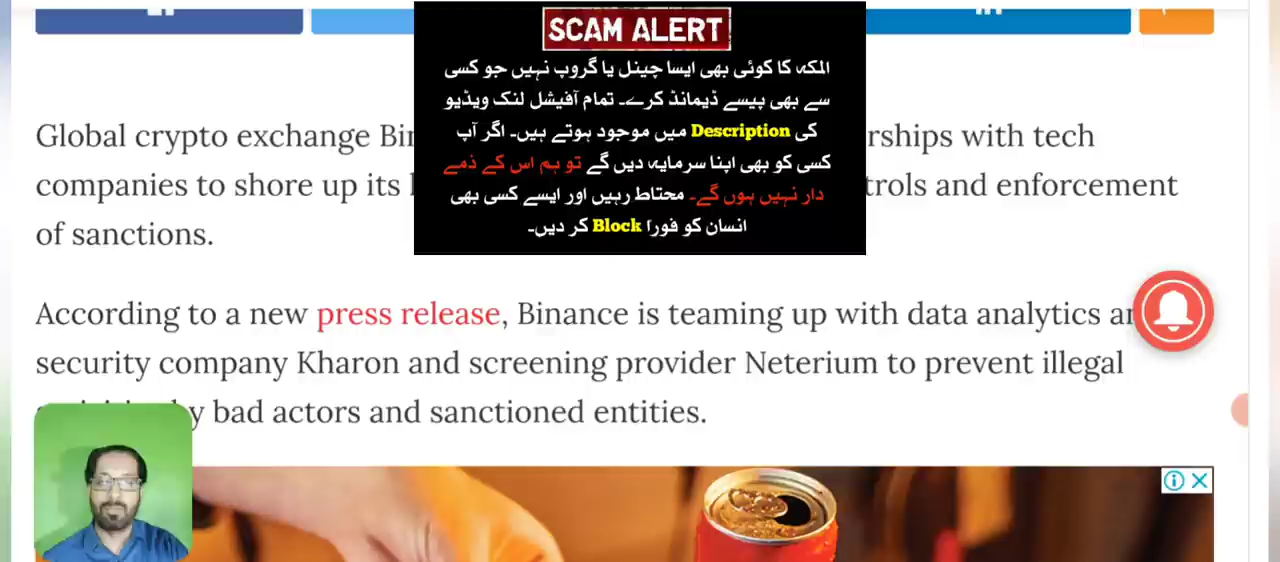 SCAM ALERT
المکہ کا کوئی بھی ایسا چینل یا گروپ نہیں جو کسی
سے بھی پیسے ڈیمانڈ کرے۔ تمام آفیشل لنک ویڈیو
کی Description میں موجود ہوتے ہیں۔ اگر آپ
کسی کو بھی اپنا سرمایہ دیں گے تو ہم اس کے ذمے
دار نہیں ہوں گے۔ محتاط رہیں اور ایسے کسی بھی
انسان کو فورا Block کر دیں۔
Global crypto exchange with tech
companies to shore up its and enforcement
of sanctions.
According to a new press release, Binance is teaming up with data analytics
security company Kharon and screening provider Neterium to prevent illegal
bad actors and sanctioned entities.